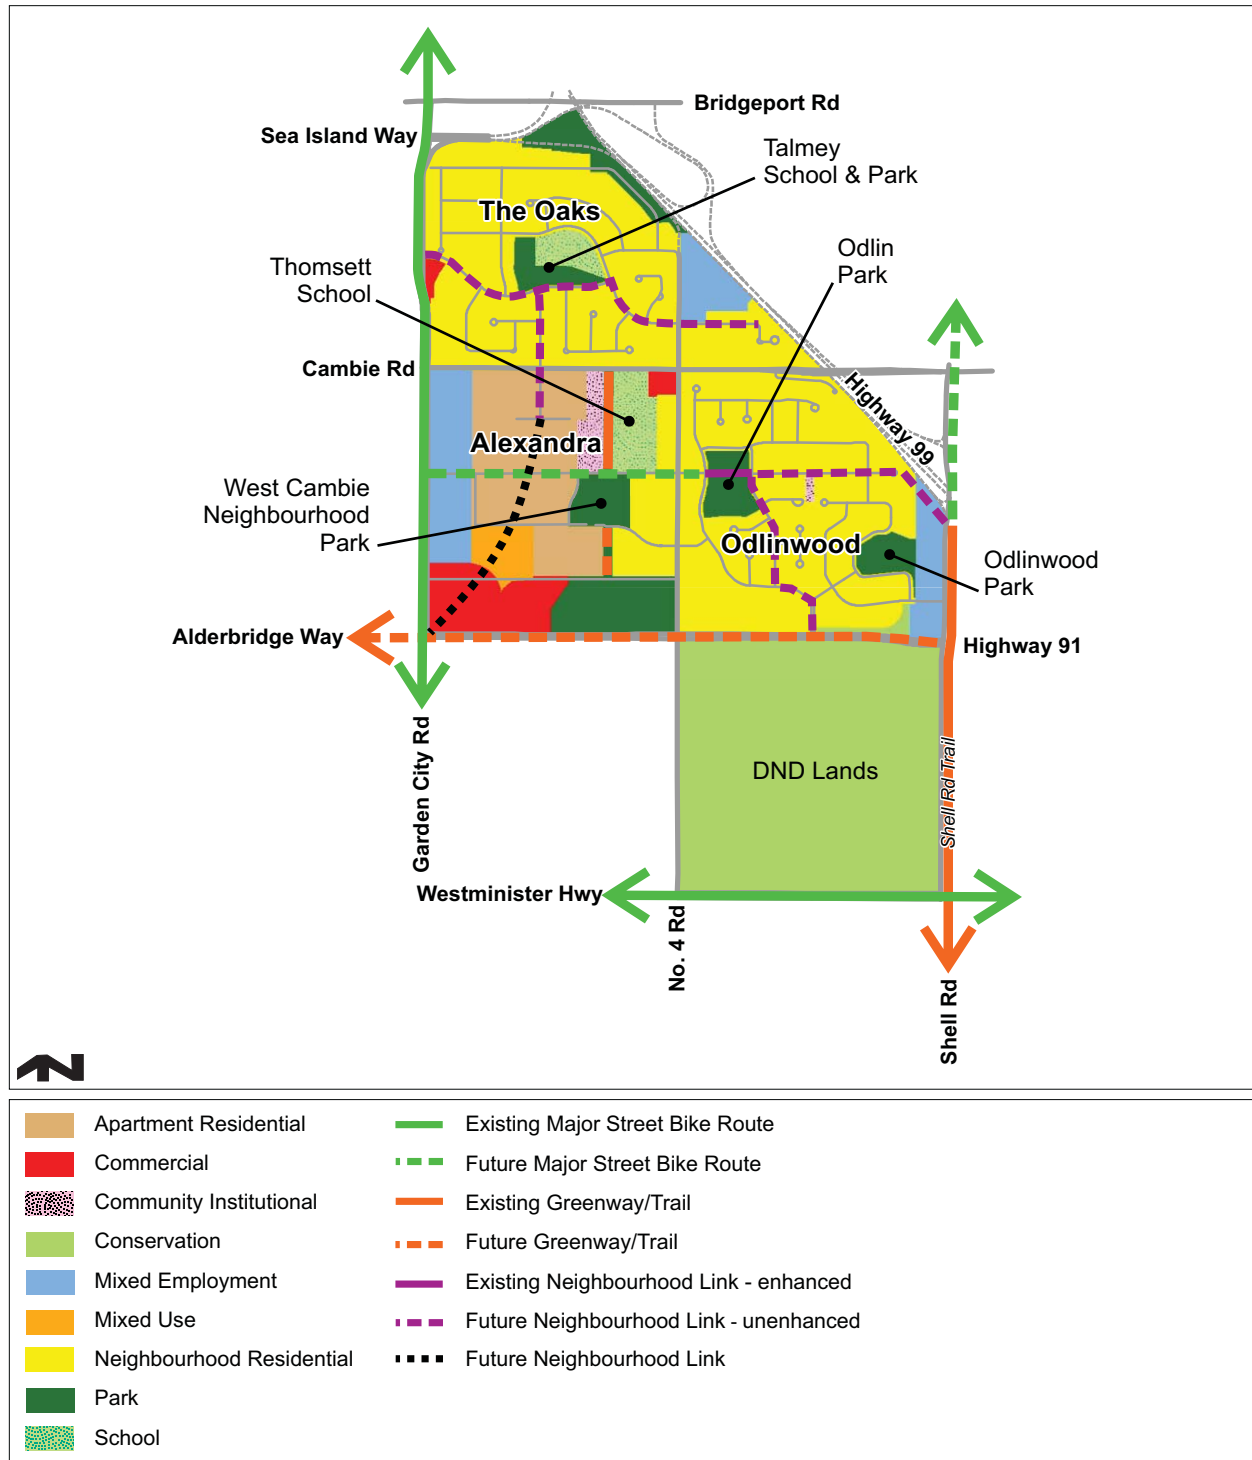 Bridgeport Rd
Sea Island Way
Talmey
School & Park
The Oaks
Odlin
Park
Thomsett
School
Cambie Rd
Highway 99
Alexandra
West Cambie
Neighbourhood
Park
Odlinwood
Odlinwood
Park
Alderbridge Way
Highway 91
Garden City Rd
DND Lands
Shell Rd Trail
Westminister Hwy
No. 4 Rd
Shell Rd
N
Apartment Residential
Commercial
Community Institutional
Conservation
Mixed Employment
Mixed Use
Neighbourhood Residential
Park
School
Existing Major Street Bike Route
Future Major Street Bike Route
Existing Greenway/Trail
Future Greenway/Trail
Existing Neighbourhood Link - enhanced
Future Neighbourhood Link - unenhanced
Future Neighbourhood Link